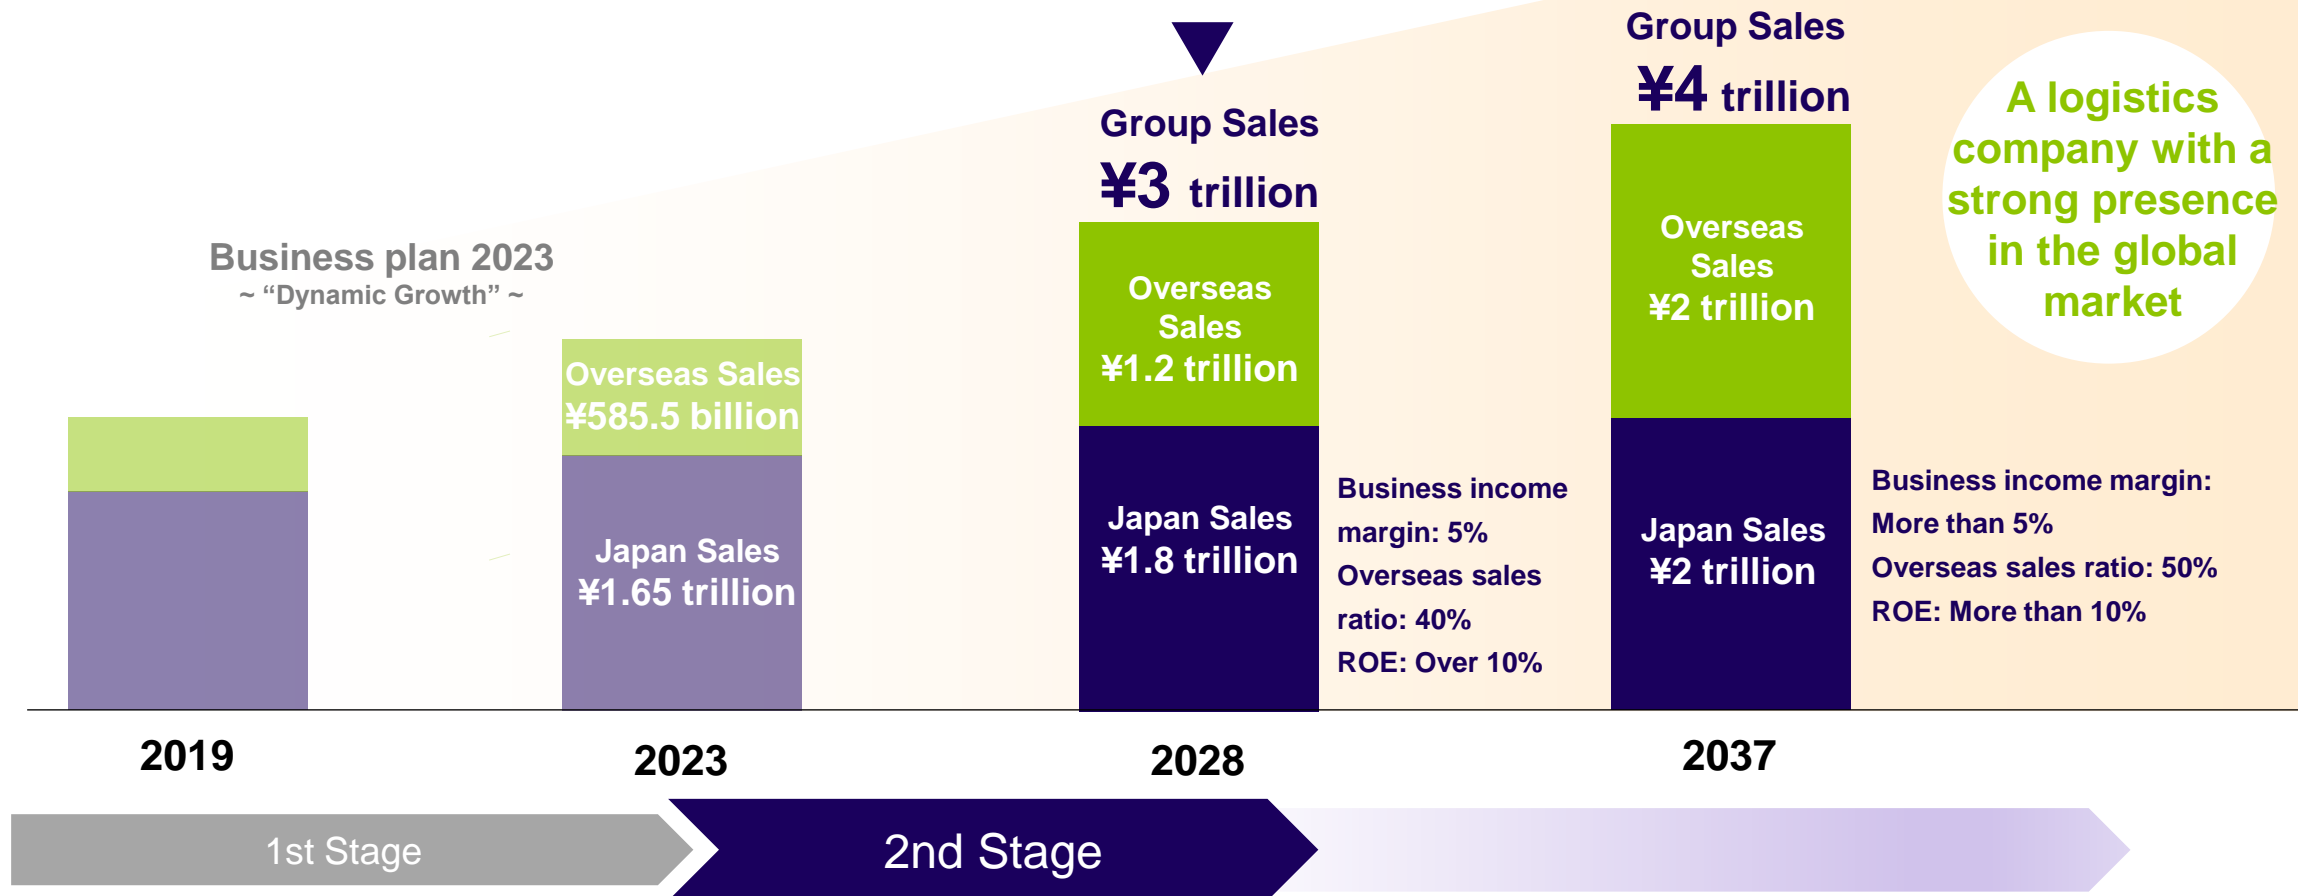 Business plan 2023
~ “Dynamic Growth” ~
Overseas Sales
¥585.5 billion
Japan Sales
¥1.65 trillion
Group Sales
¥3 trillion
Overseas
Sales
¥1.2 trillion
Japan Sales
¥1.8 trillion
Business income
margin: 5%
Overseas sales
ratio: 40%
ROE: Over 10%
Group Sales
¥4 trillion
Overseas
Sales
¥2 trillion
Japan Sales
¥2 trillion
Business income margin:
More than 5%
Overseas sales ratio: 50%
ROE: More than 10%
A logistics
company with a
strong presence
in the global
market
2019
2023
2028
2037
1st Stage
2nd Stage